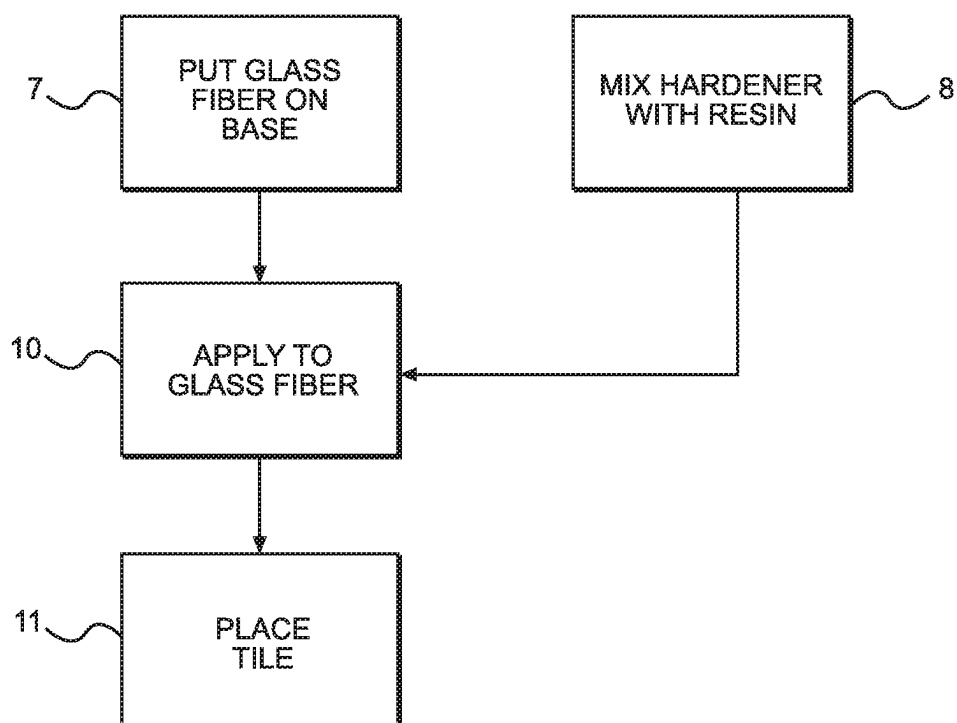 7
PUT GLASS
FIBER ON
BASE
MIX HARDENER
WITH RESIN
8
10
APPLY TO
GLASS FIBER
11
PLACE
TILE